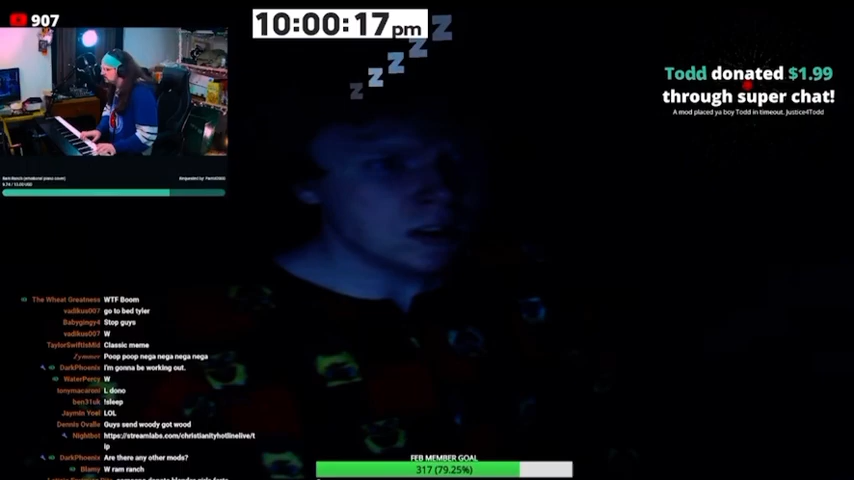 907
10:00:17 pm
Z Z Z Z Z
Todd donated $1.99
through super chat!
A mod placed ya boy Todd in timeout. Justice4Todd
The Wheat Greatness WTF Boom
vadikus007 go to bed tyler
Babygingy4 Stop guys
vadikus007 W
TaylorSwiftIsMid Classic meme
Zymmer Poop poop nega nega nega nega
DarkPhoenix I'm gonna be working out.
WaterPercy W
tonymacaroni L dono
ben31uk !sleep
Jaymin Yoel LOL
Dennis Ovalle Guys send woody got wood
Nightbot https://streamlabs.com/christianityhotlinelive/t
ip
DarkPhoenix Are there any other mods?
Blamy W ram ranch
FEB MEMBER GOAL
317 (79.25%)